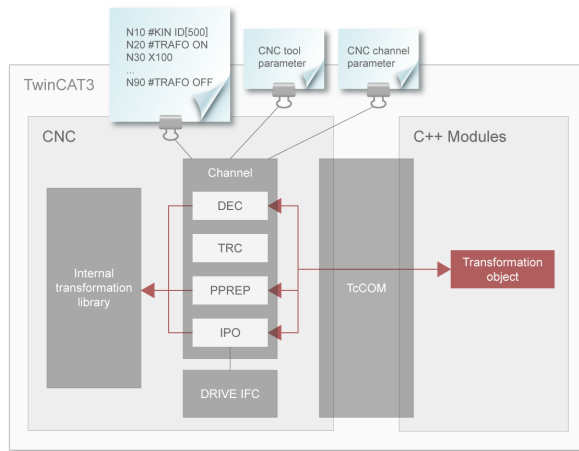 N10 #KIN ID[500]
N20 #TRAFO ON
N30 X100
...
N90 #TRAFO OFF
CNC tool
parameter
CNC channel
parameter
TwinCAT3
CNC
C++ Modules
Channel
DEC
TRC
PPREP
IPO
Internal
transformation
library
TcCOM
Transformation
object
DRIVE IFC